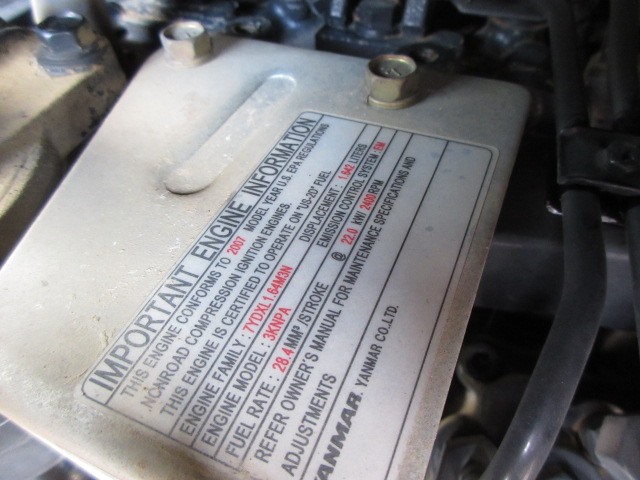 IMPORTANT ENGINE INFORMATION
THIS ENGINE CONFORMS TO 2007 MODEL YEAR U.S. EPA REGULATIONS
NONROAD COMPRESSION IGNITION ENGINES.
THIS ENGINE IS CERTIFIED TO OPERATE ON "US-2D" FUEL
ENGINE FAMILY : 7YDXL1.64M3N DISPLACEMENT : 1.642 LITERS
ENGINE MODEL : 3KNPA EMISSION CONTROL SYSTEM : EM
FUEL RATE : 28.4 MM³ /STROKE @ 22.0 kW/ 2400 RPM
REFER OWNER'S MANUAL FOR MAINTENANCE SPECIFICATIONS AND
ADJUSTMENTS
YANMAR. YANMAR CO.,LTD.